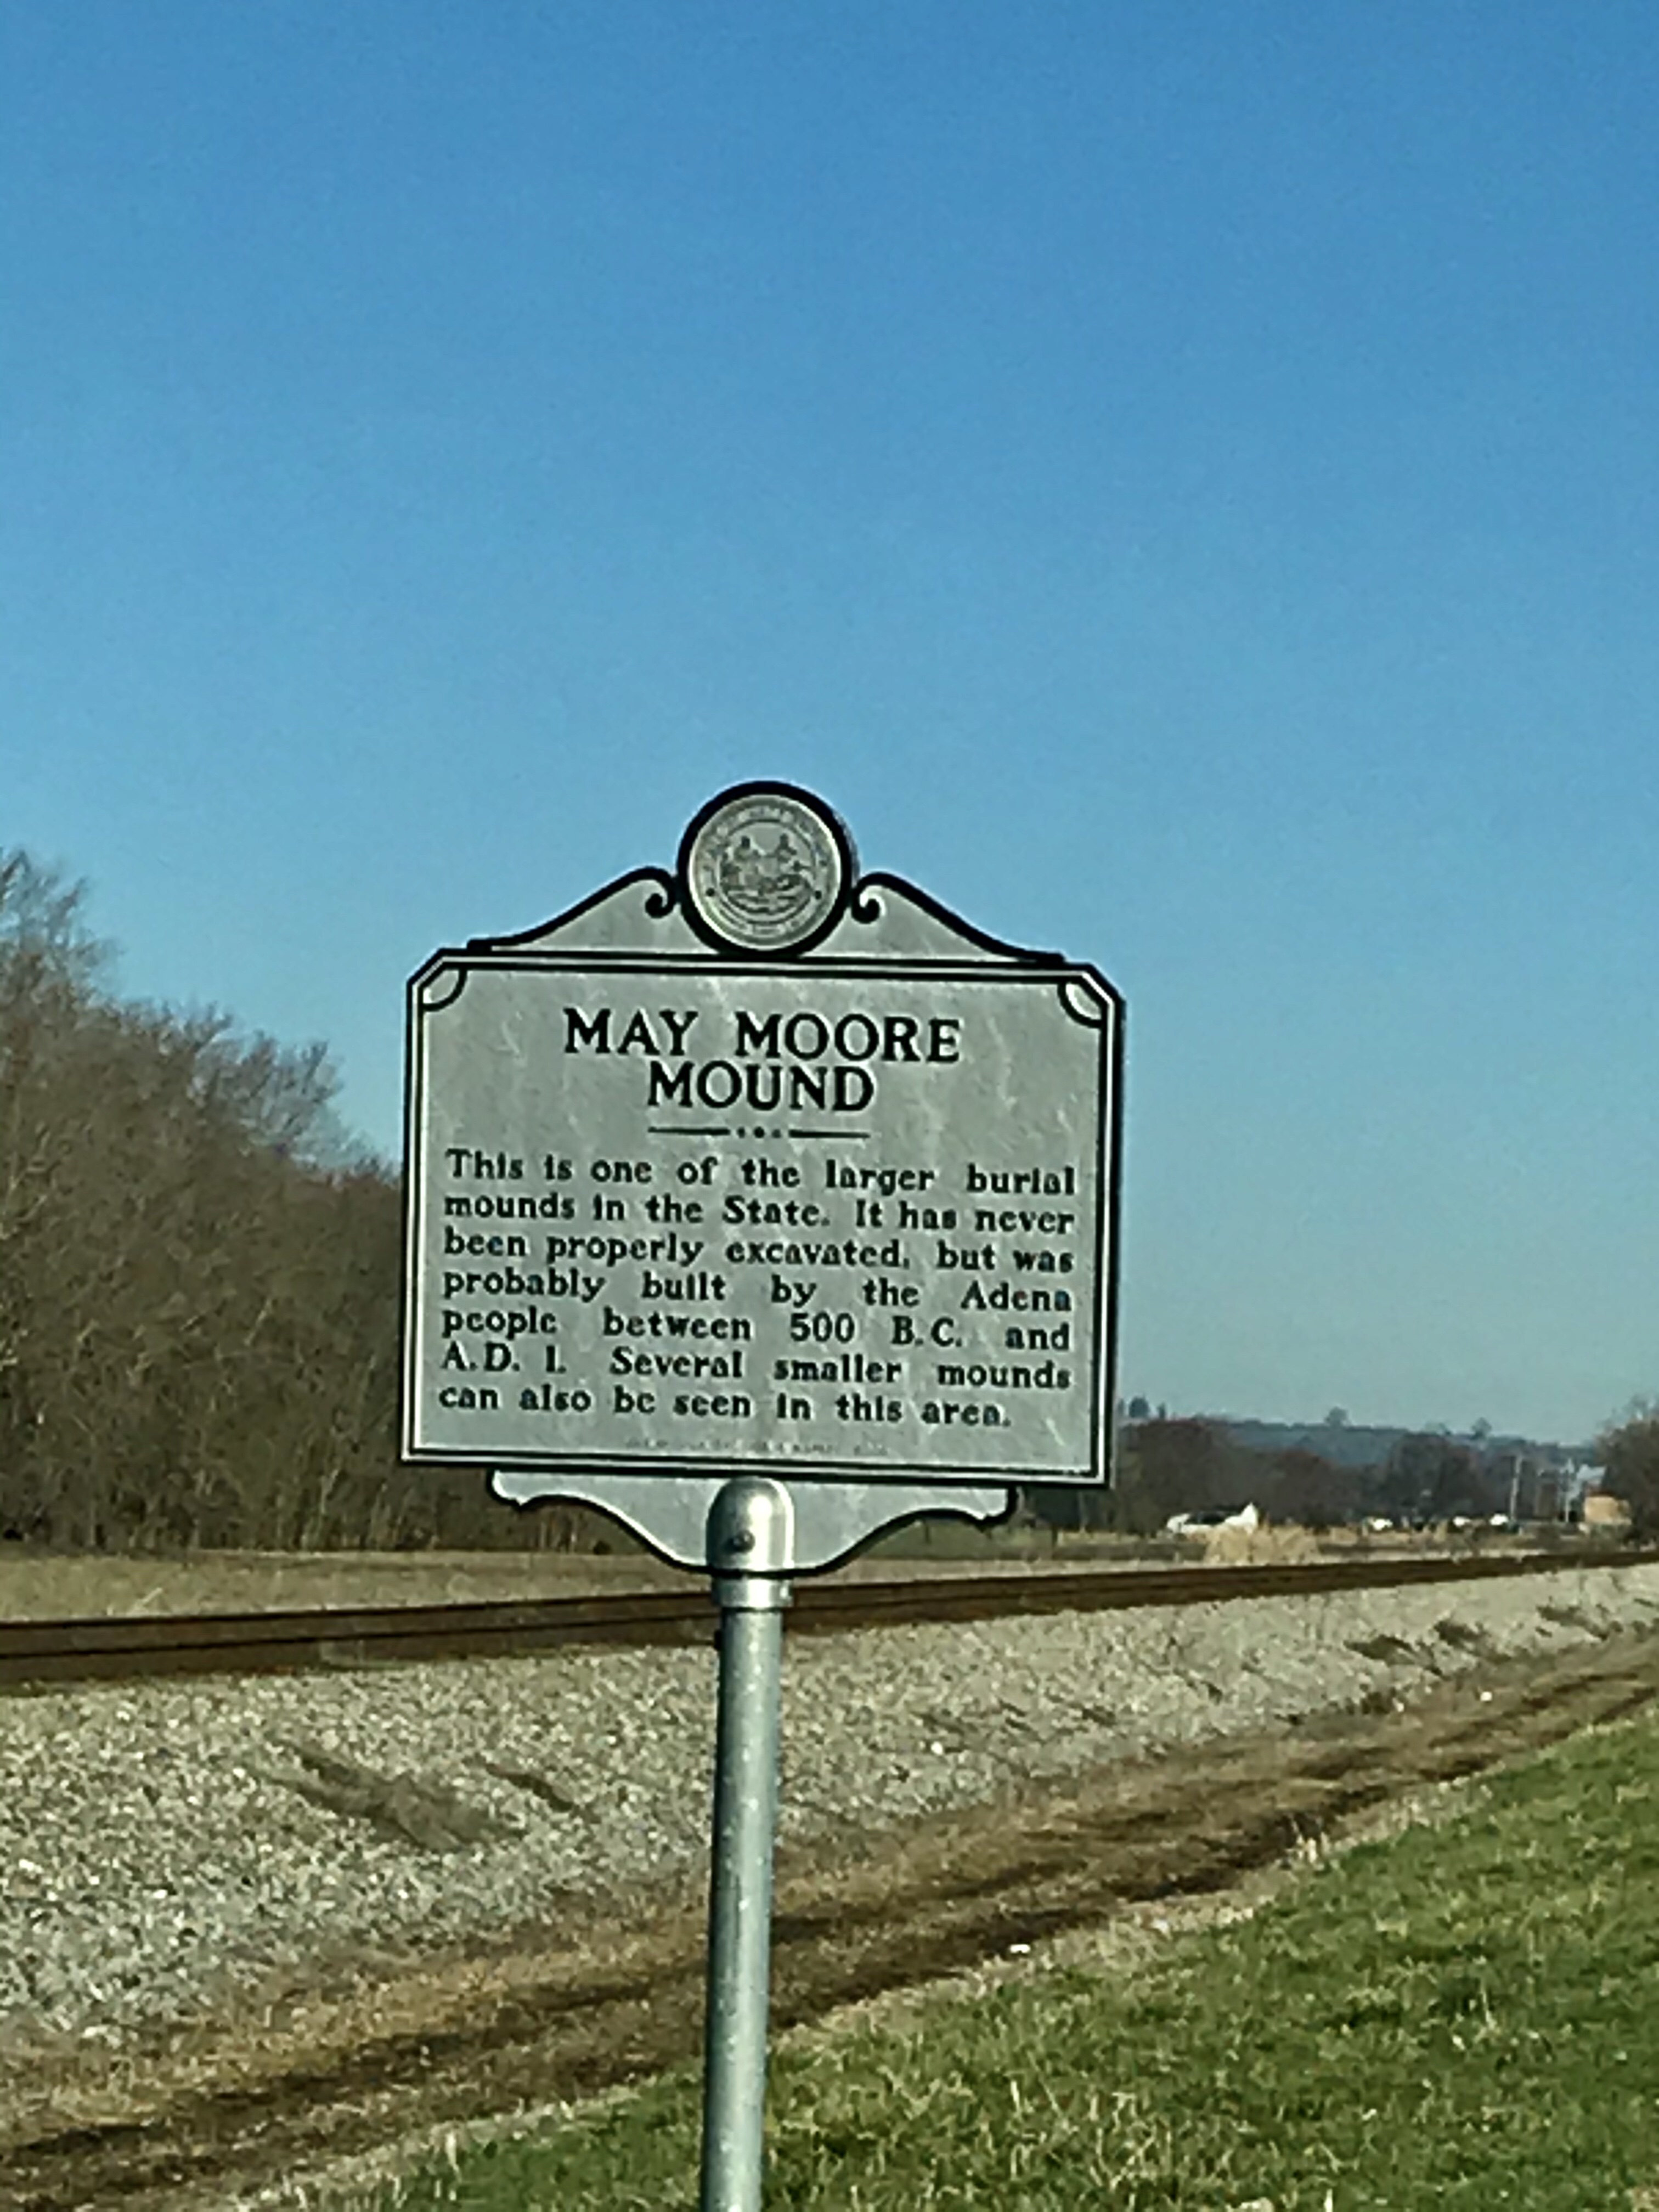 MAY MOORE
MOUND
This is one of the larger burial
mounds in the State. It has never
been properly excavated, but was
probably built by the Adena
people between 500 B.C. and
A.D. 1. Several smaller mounds
can also be seen in this area.